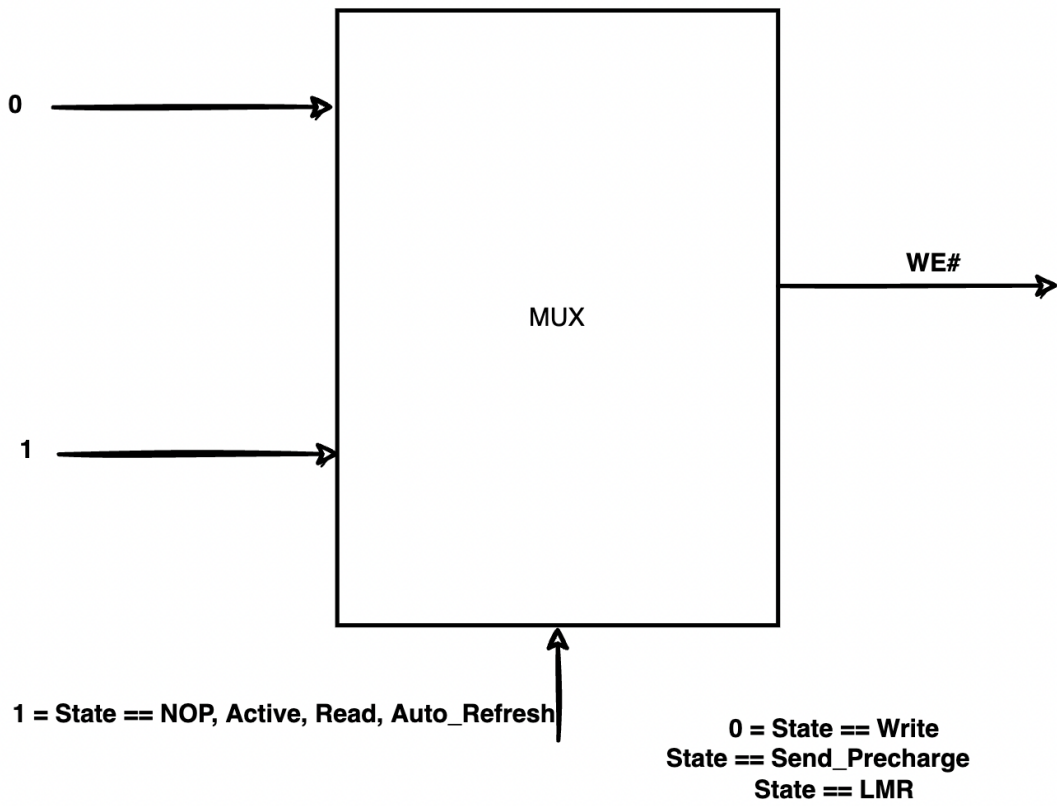 0
WE#
MUX
1
1 = State == NOP, Active, Read, Auto_Refresh
0 = State == Write
State == Send_Precharge
State == LMR